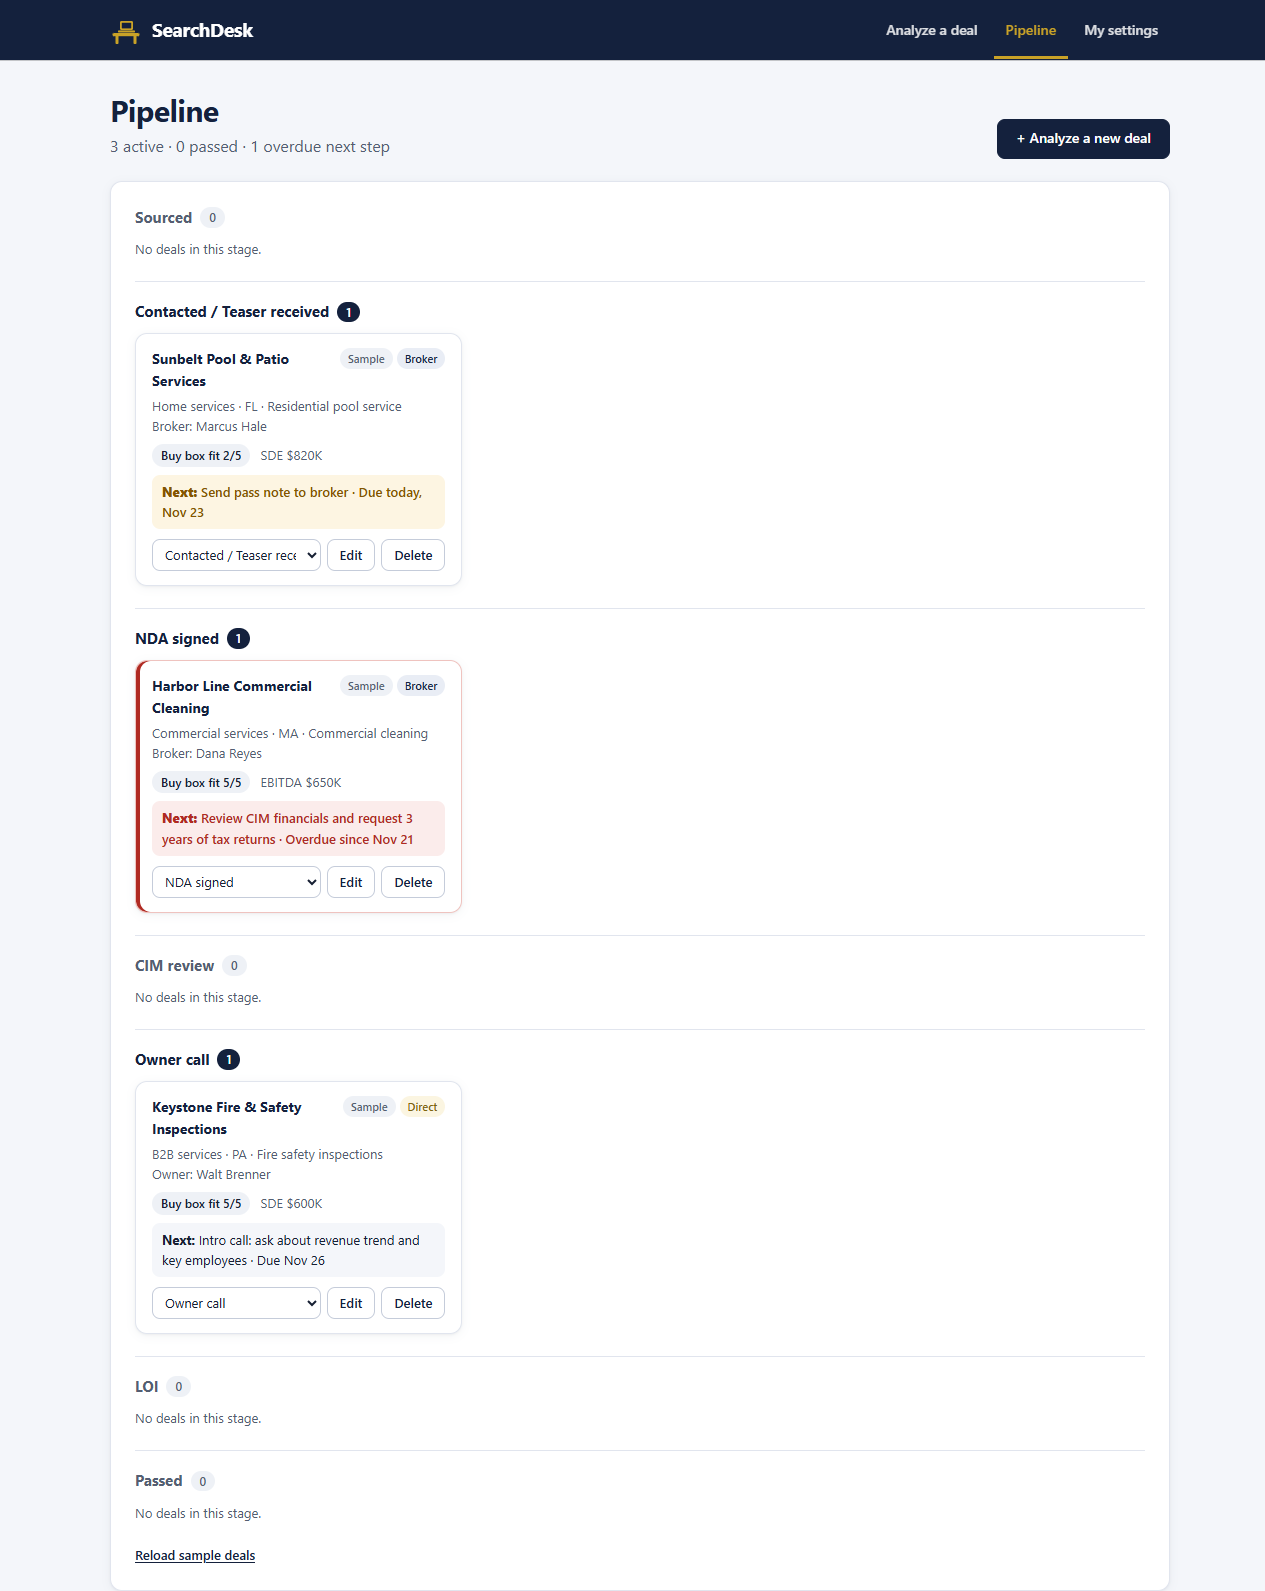 SearchDesk
Analyze a deal
Pipeline
My settings
Pipeline
3 active · 0 passed · 1 overdue next step
+ Analyze a new deal
Sourced 0
No deals in this stage.
Contacted / Teaser received 1
Sunbelt Pool & Patio
Services
Sample
Broker
Home services · FL · Residential pool service
Broker: Marcus Hale
Buy box fit 2/5 SDE $820K
Next: Send pass note to broker · Due today,
Nov 23
Edit
Delete
NDA signed 1
Harbor Line Commercial
Cleaning
Sample
Broker
Commercial services · MA · Commercial cleaning
Broker: Dana Reyes
Buy box fit 5/5 EBITDA $650K
Next: Review CIM financials and request 3
years of tax returns · Overdue since Nov 21
NDA signed
Edit
Delete
CIM review 0
No deals in this stage.
Owner call 1
Keystone Fire & Safety
Inspections
Sample
Direct
B2B services · PA · Fire safety inspections
Owner: Walt Brenner
Buy box fit 5/5 SDE $600K
Next: Intro call: ask about revenue trend and
key employees · Due Nov 26
Owner call
Edit
Delete
LOI 0
No deals in this stage.
Passed 0
No deals in this stage.
Reload sample deals